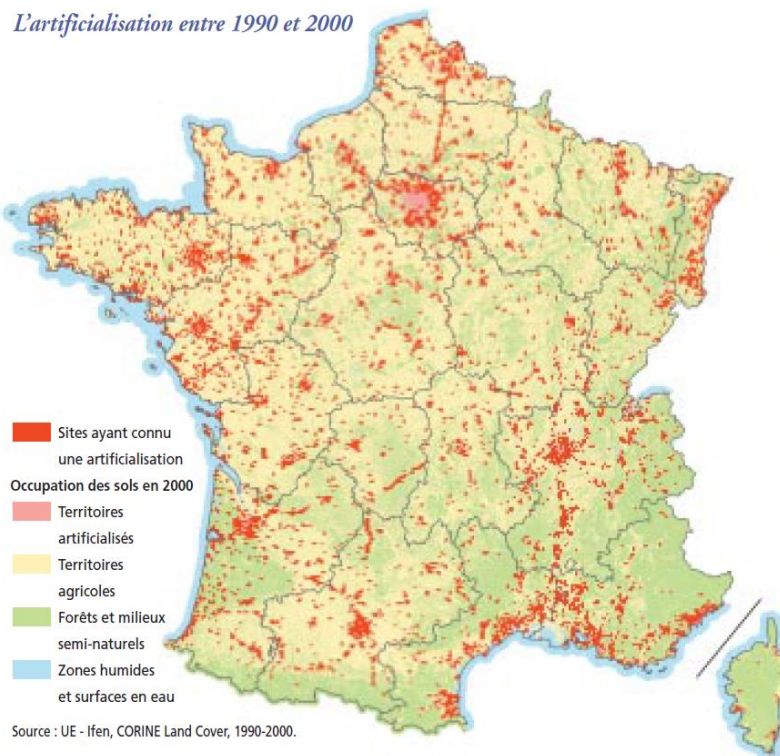 L'artificialisation entre 1990 et 2000
Sites ayant connu
une artificialisation
Occupation des sols en 2000
Territoires
artificialisés
Territoires
agricoles
Forêts et milieux
semi-naturels
Zones humides
et surfaces en eau
Source : UE - Ifen, CORINE Land Cover, 1990-2000.